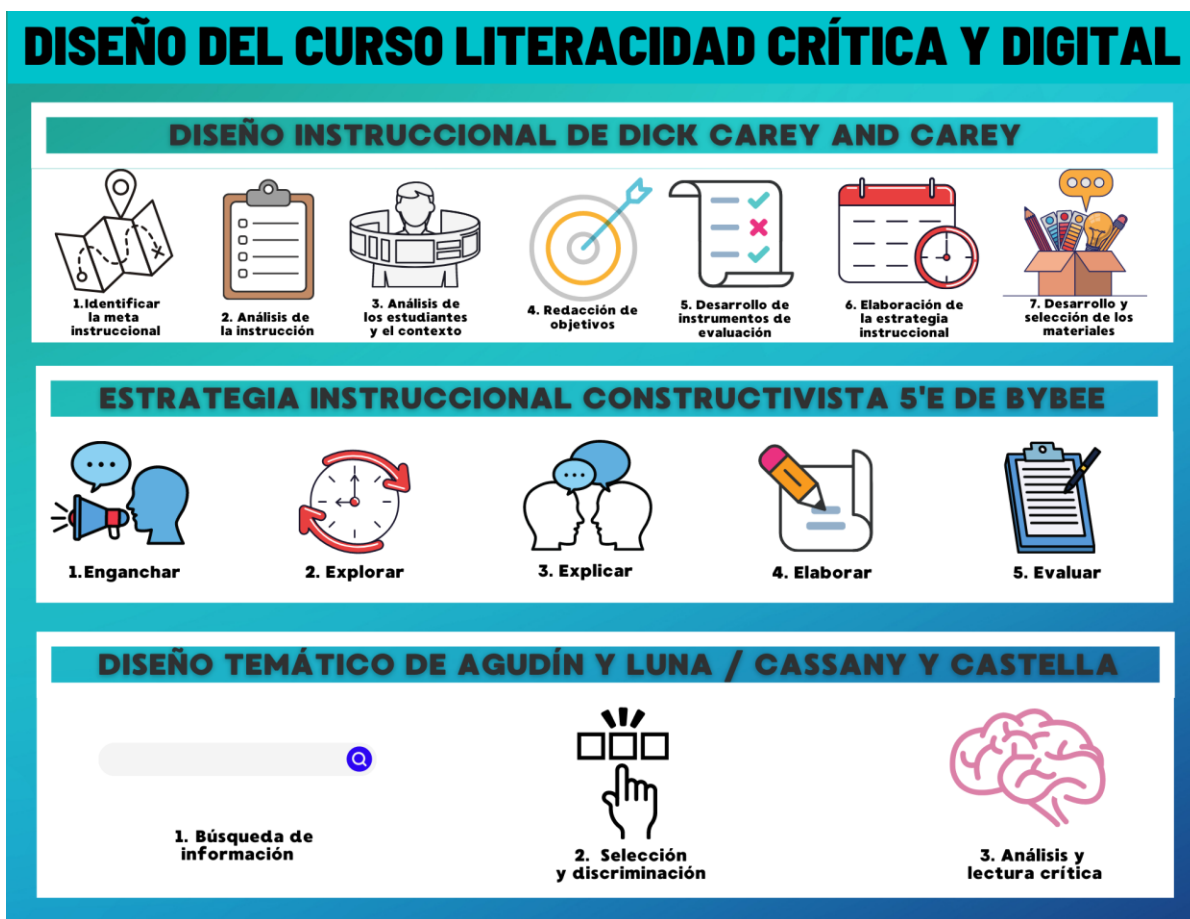 DISEÑO DEL CURSO LITERACIDAD CRÍTICA Y DIGITAL
DISEÑO INSTRUCCIONAL DE DICK CAREY AND CAREY
1.Identificar
la meta
instruccional
2. Análisis de
la instrucción
3. Análisis de
los estudiantes
y el contexto
4. Redacción de
objetivos
5. Desarrollo de
instrumentos de
evaluación
6. Elaboración de
la estrategia
instruccional
7. Desarrollo y
selección de los
materiales
ESTRATEGIA INSTRUCCIONAL CONSTRUCTIVISTA 5'E DE BYBEE
1.Enganchar
2. Explorar
3. Explicar
4. Elaborar
5. Evaluar
DISEÑO TEMÁTICO DE AGUDÍN Y LUNA / CASSANY Y CASTELLA
1. Búsqueda de
información
2. Selección
y discriminación
3. Análisis y
lectura crítica